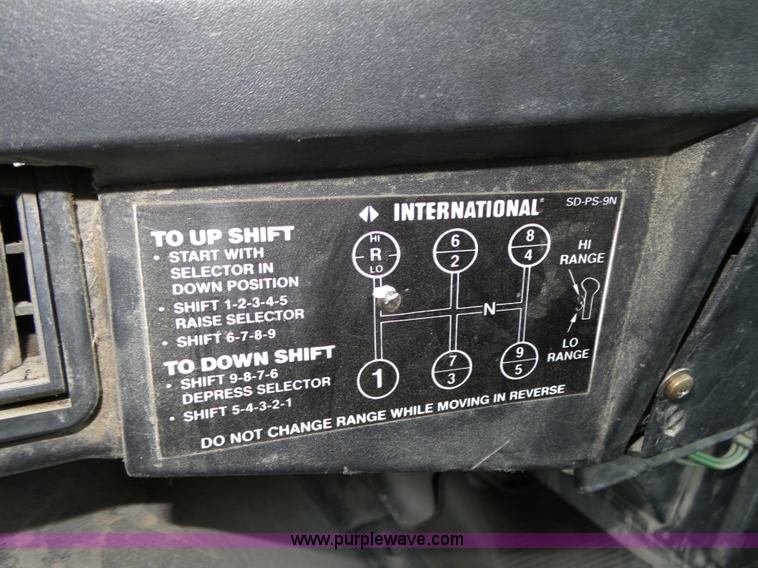 INTERNATIONAL
SD-PS-9N
TO UP SHIFT
• START WITH
SELECTOR IN
DOWN POSITION
• SHIFT 1-2-3-4-5
RAISE SELECTOR
• SHIFT 6-7-8-9
TO DOWN SHIFT
• SHIFT 9-8-7-6
DEPRESS SELECTOR
• SHIFT 5-4-3-2-1
HI
R
LO
6
2
8
4
N
1
7
3
9
5
HI
RANGE
LO
RANGE
DO NOT CHANGE RANGE WHILE MOVING IN REVERSE
www.purplewave.com